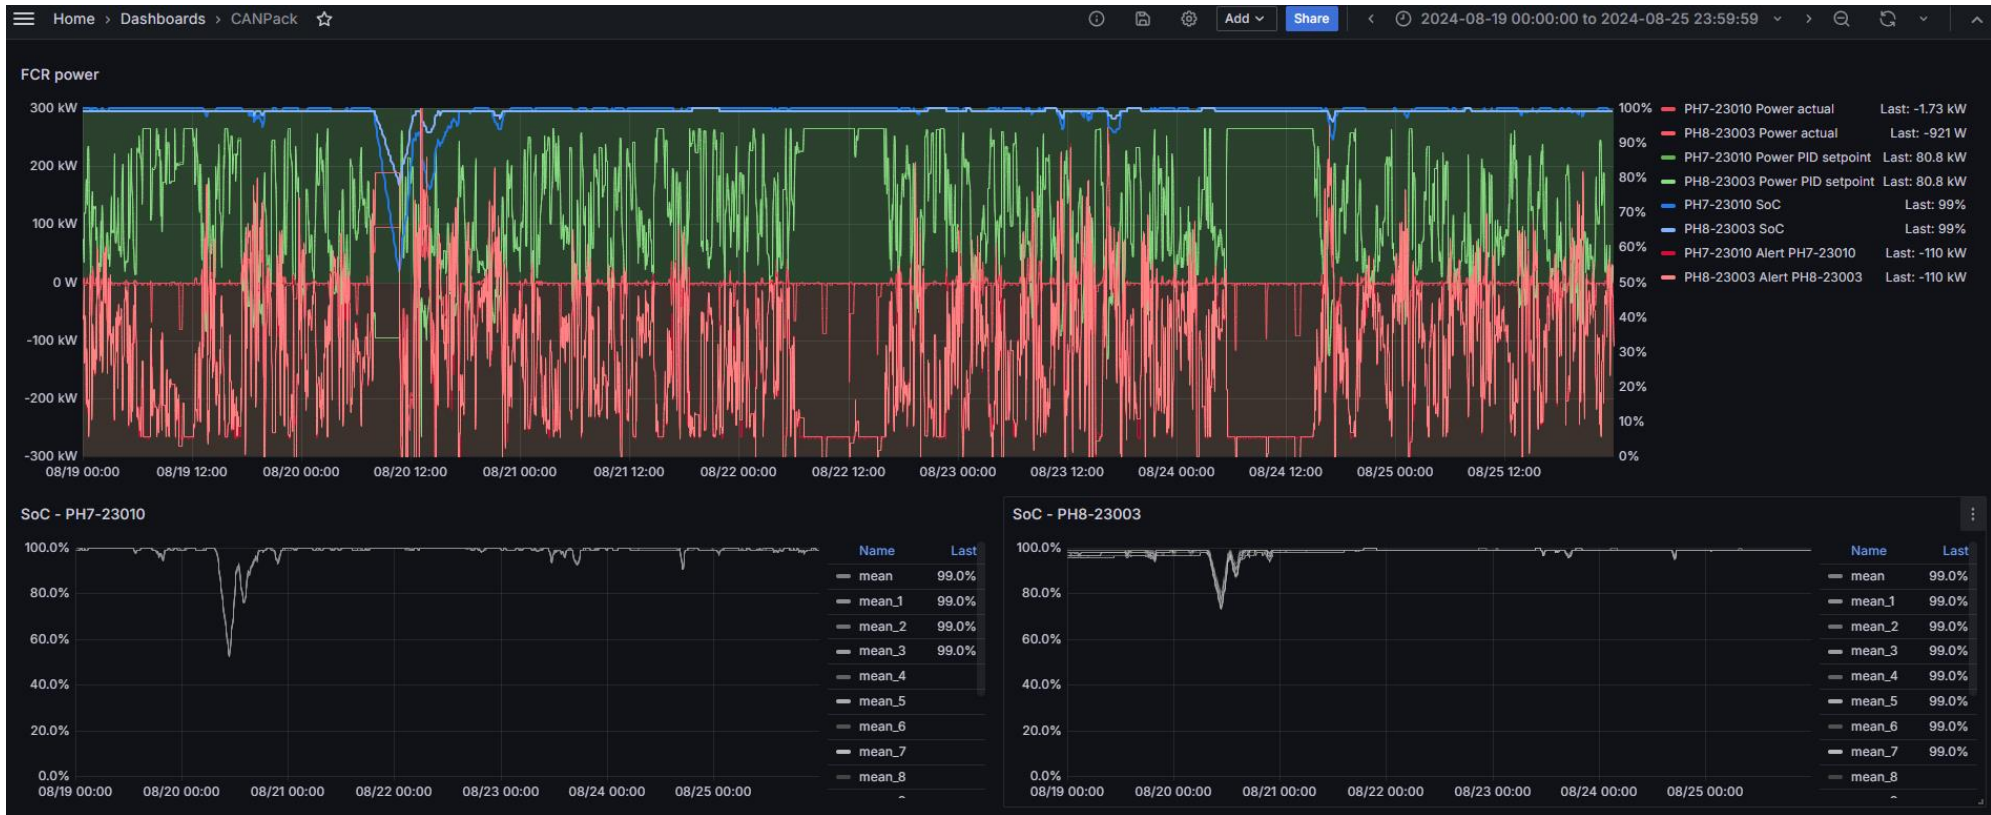 Home › Dashboards › CANPack
Add
Share
2024-08-19 00:00:00 to 2024-08-25 23:59:59
FCR power
300 kW
200 kW
100 kW
0 W
-100 kW
-200 kW
-300 kW
100%
90%
80%
70%
60%
50%
40%
30%
20%
10%
0%
08/19 00:00 08/19 12:00 08/20 00:00 08/20 12:00 08/21 00:00 08/21 12:00 08/22 00:00 08/22 12:00 08/23 00:00 08/23 12:00 08/24 00:00 08/24 12:00 08/25 00:00 08/25 12:00
PH7-23010 Power actual Last: -1.73 kW
PH8-23003 Power actual Last: -921 W
PH7-23010 Power PID setpoint Last: 80.8 kW
PH8-23003 Power PID setpoint Last: 80.8 kW
PH7-23010 SoC Last: 99%
PH8-23003 SoC Last: 99%
PH7-23010 Alert PH7-23010 Last: -110 kW
PH8-23003 Alert PH8-23003 Last: -110 kW
SoC - PH7-23010
100.0%
80.0%
60.0%
40.0%
20.0%
0.0%
08/19 00:00 08/20 00:00 08/21 00:00 08/22 00:00 08/23 00:00 08/24 00:00 08/25 00:00
Name Last
mean 99.0%
mean_1 99.0%
mean_2 99.0%
mean_3 99.0%
mean_4
mean_5
mean_6
mean_7
mean_8
SoC - PH8-23003
100.0%
80.0%
60.0%
40.0%
20.0%
0.0%
08/19 00:00 08/20 00:00 08/21 00:00 08/22 00:00 08/23 00:00 08/24 00:00 08/25 00:00
Name Last
mean 99.0%
mean_1 99.0%
mean_2 99.0%
mean_3 99.0%
mean_4 99.0%
mean_5 99.0%
mean_6 99.0%
mean_7 99.0%
mean_8